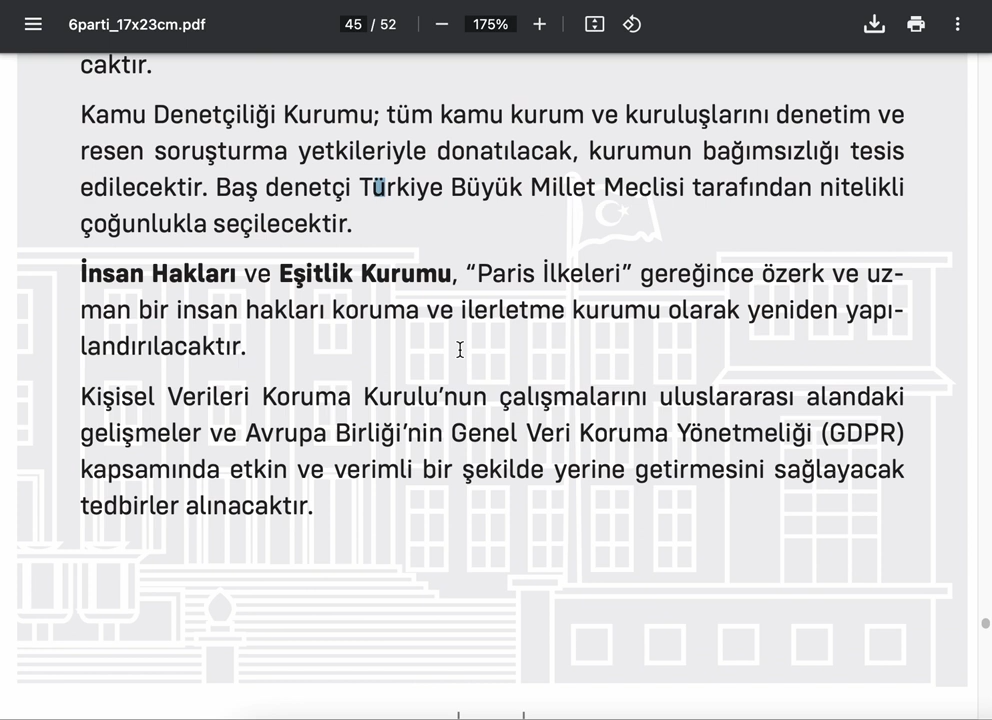 6parti_17x23cm.pdf
45 / 52
175%
caktır.
Kamu Denetçiliği Kurumu; tüm kamu kurum ve kuruluşlarını denetim ve
resen soruşturma yetkileriyle donatılacak, kurumun bağımsızlığı tesis
edilecektir. Baş denetçi Türkiye Büyük Millet Meclisi tarafından nitelikli
çoğunlukla seçilecektir.
İnsan Hakları ve Eşitlik Kurumu, “Paris İlkeleri” gereğince özerk ve uz-
man bir insan hakları koruma ve ilerletme kurumu olarak yeniden yapı-
landırılacaktır.
Kişisel Verileri Koruma Kurulu’nun çalışmalarını uluslararası alandaki
gelişmeler ve Avrupa Birliği’nin Genel Veri Koruma Yönetmeliği (GDPR)
kapsamında etkin ve verimli bir şekilde yerine getirmesini sağlayacak
tedbirler alınacaktır.